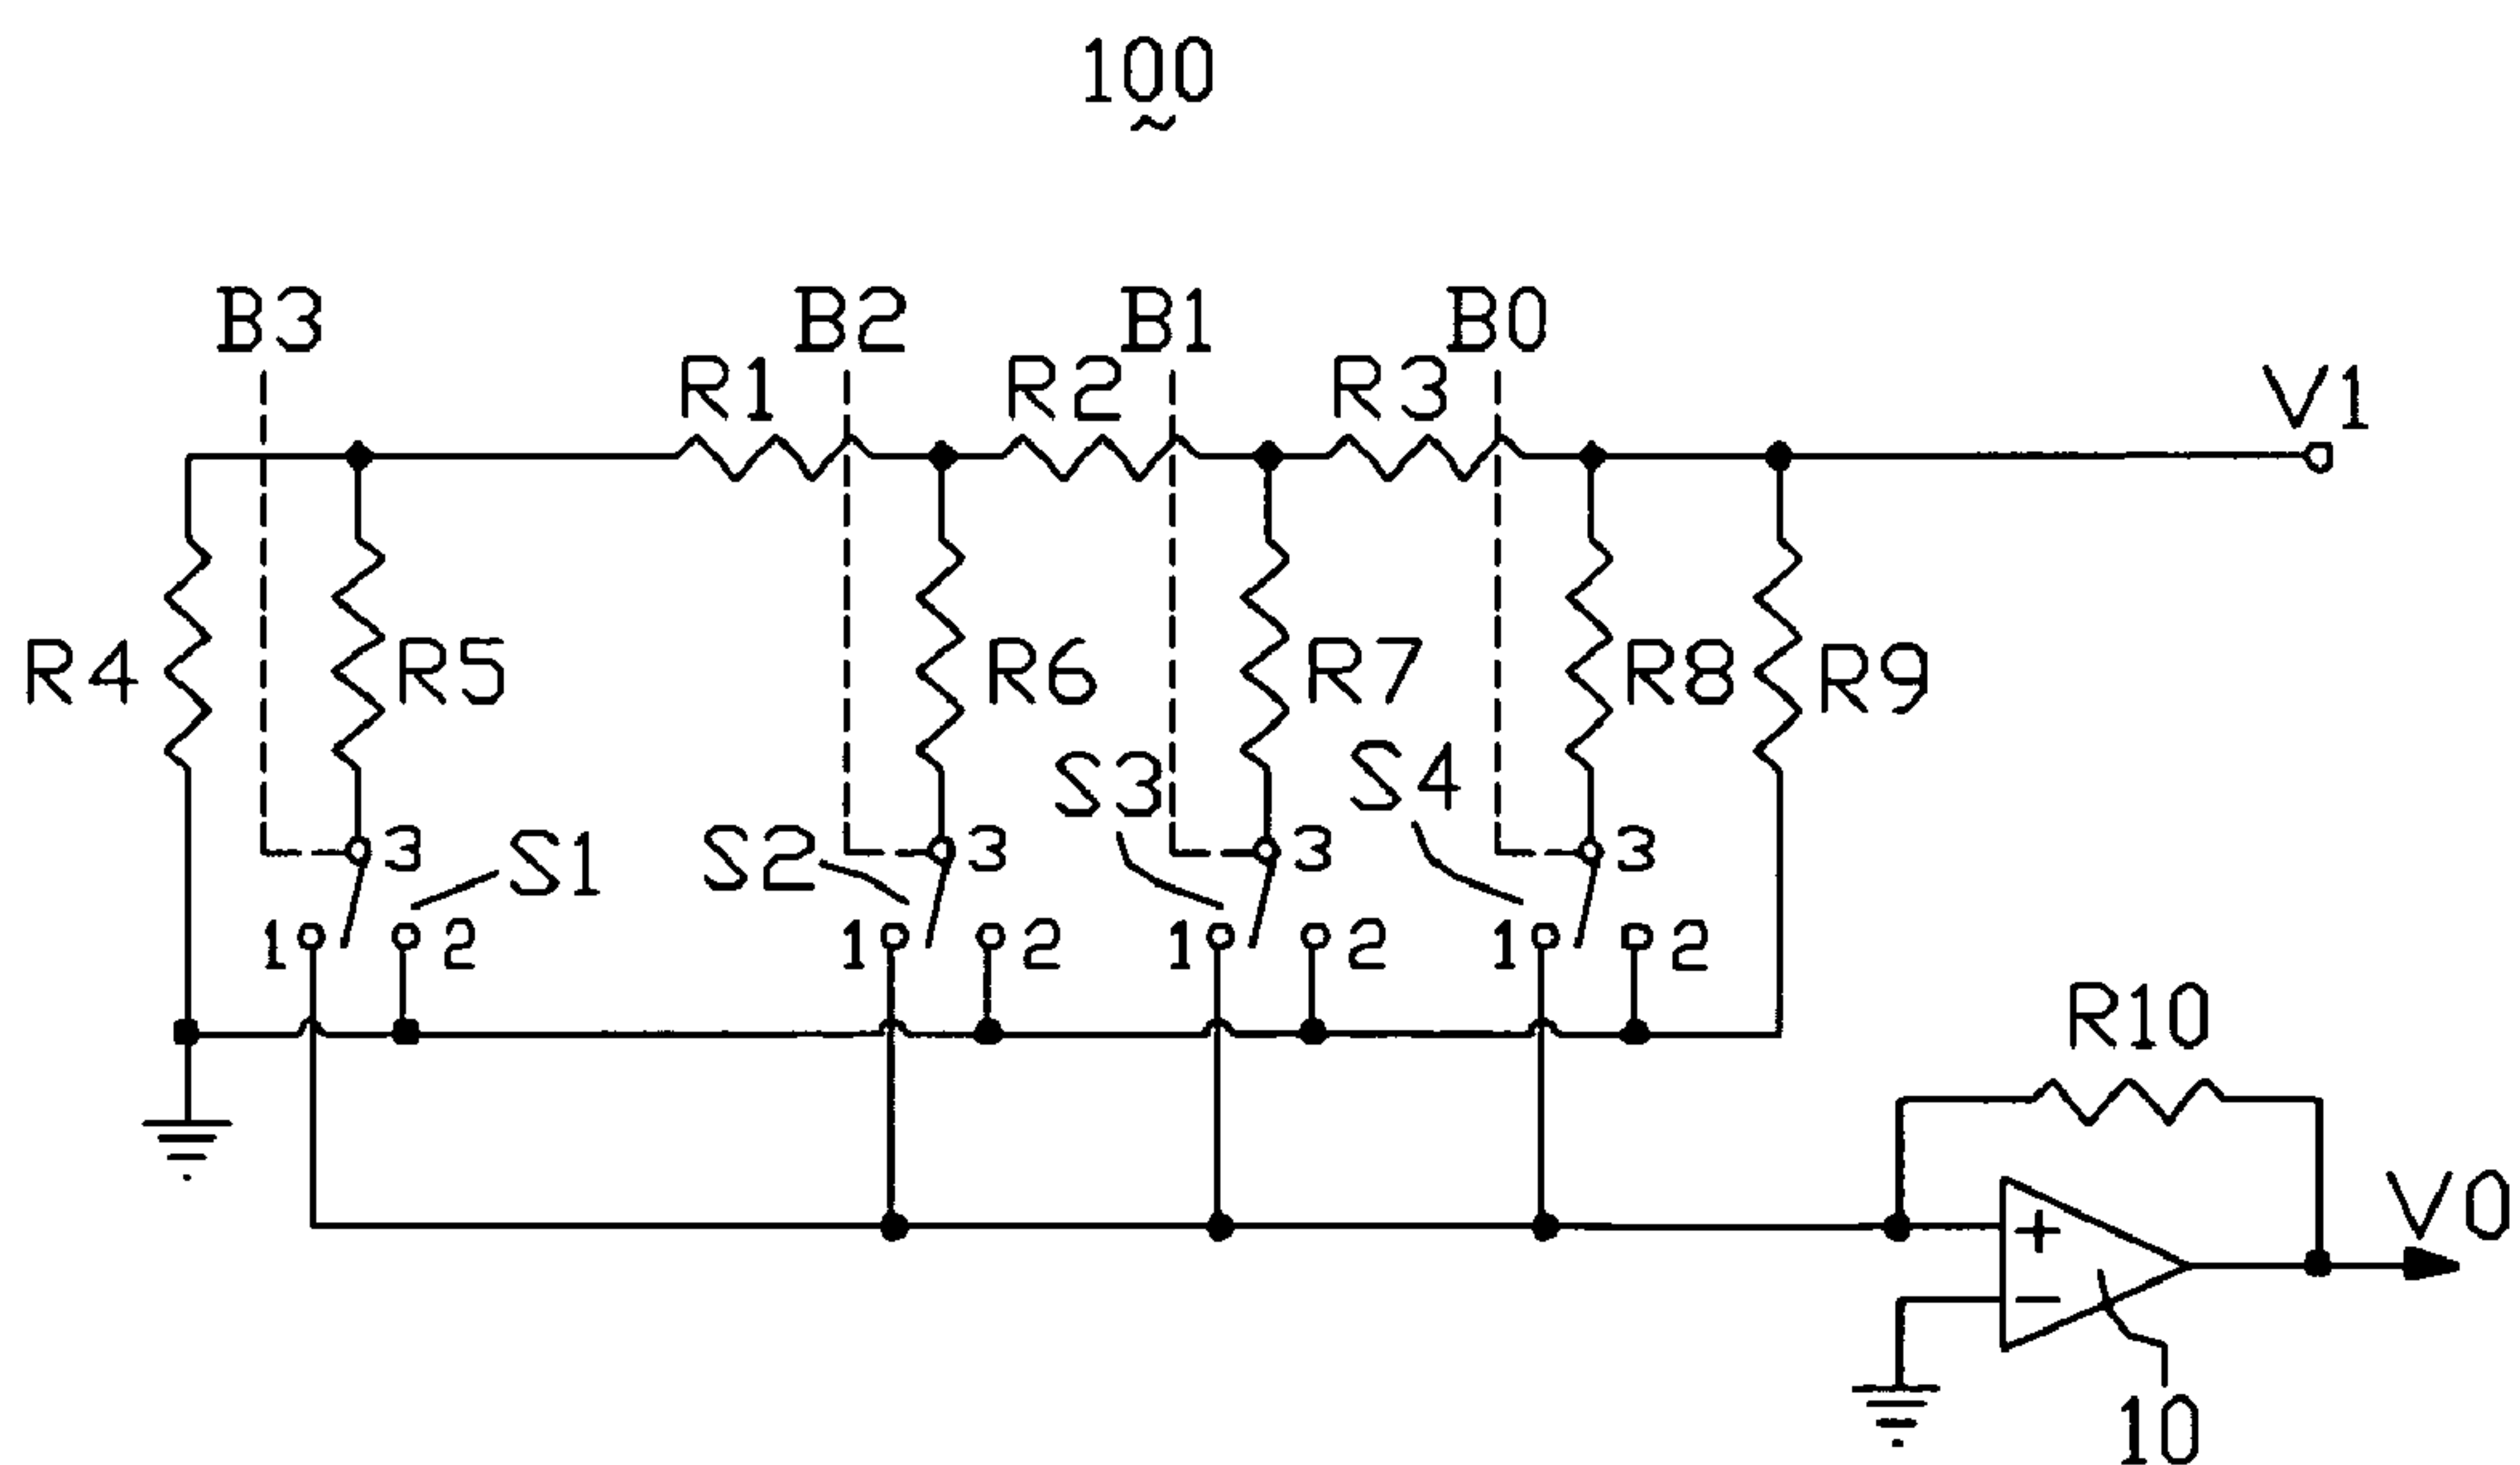 100
B3 B2 B1 B0
R1 R2 R3 V1
R4 R5 R6 R7 R8 R9
S3 S4
3 S1 S2 3 3 3
1 2 1 2 1 2 1 2
R10
+ V0
−
10